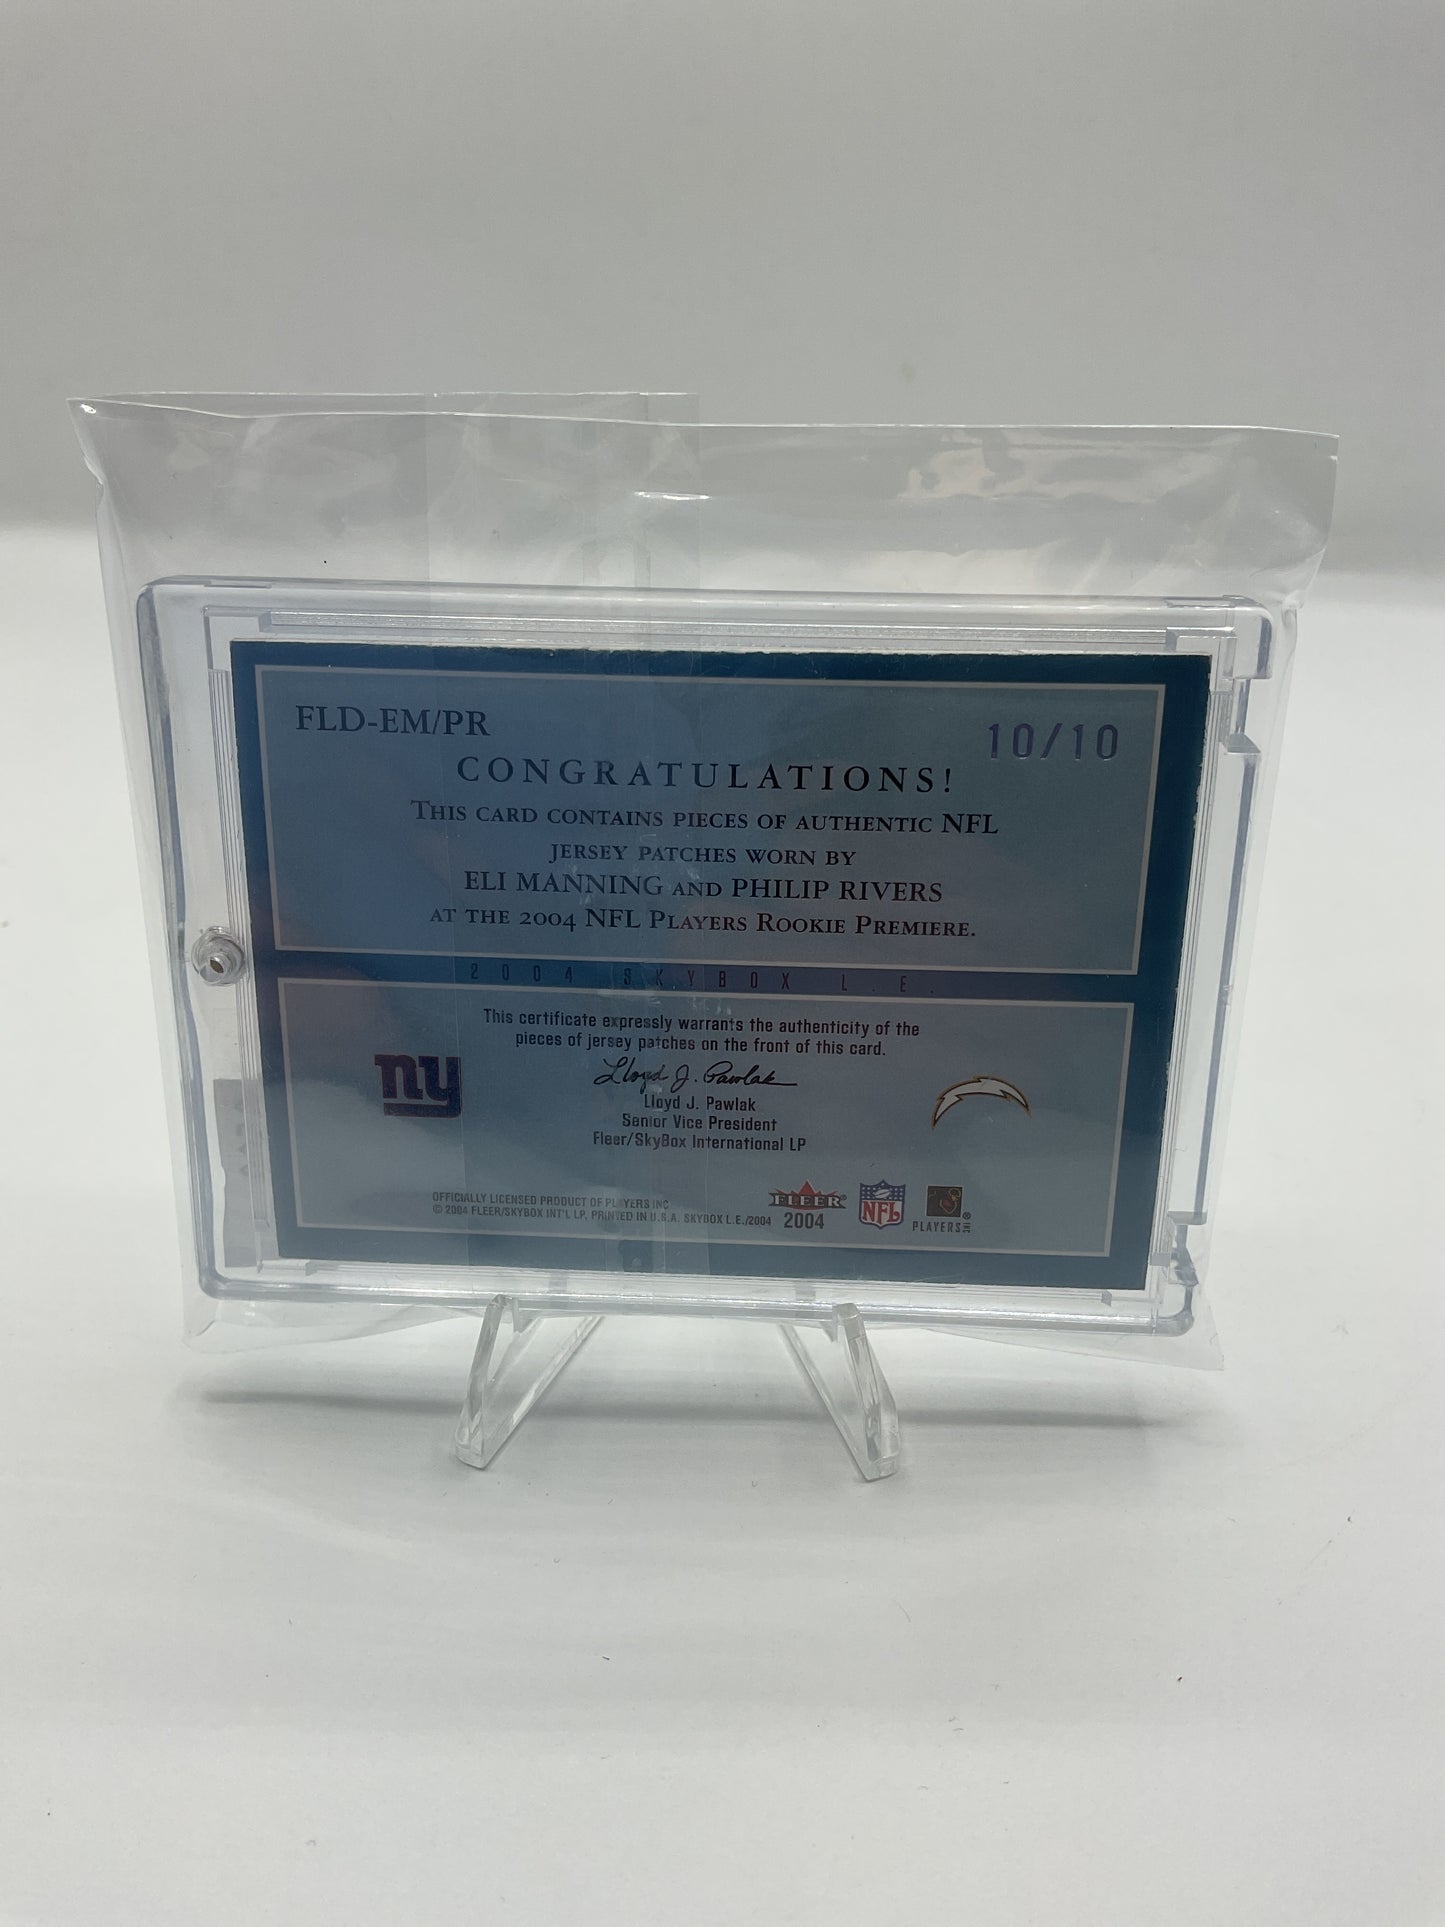 FLD-EM/PR
10/10
CONGRATULATIONS!
THIS CARD CONTAINS PIECES OF AUTHENTIC NFL
JERSEY PATCHES WORN BY
ELI MANNING AND PHILIP RIVERS
AT THE 2004 NFL PLAYERS ROOKIE PREMIERE.
2004 SKYBOX L.E.
This certificate expressly warrants the authenticity of the
pieces of jersey patches on the front of this card.
ny
Lloyd J. Pawlak
Lloyd J. Pawlak
Senior Vice President
Fleer/SkyBox International LP
OFFICIALLY LICENSED PRODUCT OF PLAYERS INC
© 2004 FLEER/SKYBOX INT'L LP, PRINTED IN U.S.A. SKYBOX L.E./2004
FLEER®
2004
NFL
PLAYERS INC®